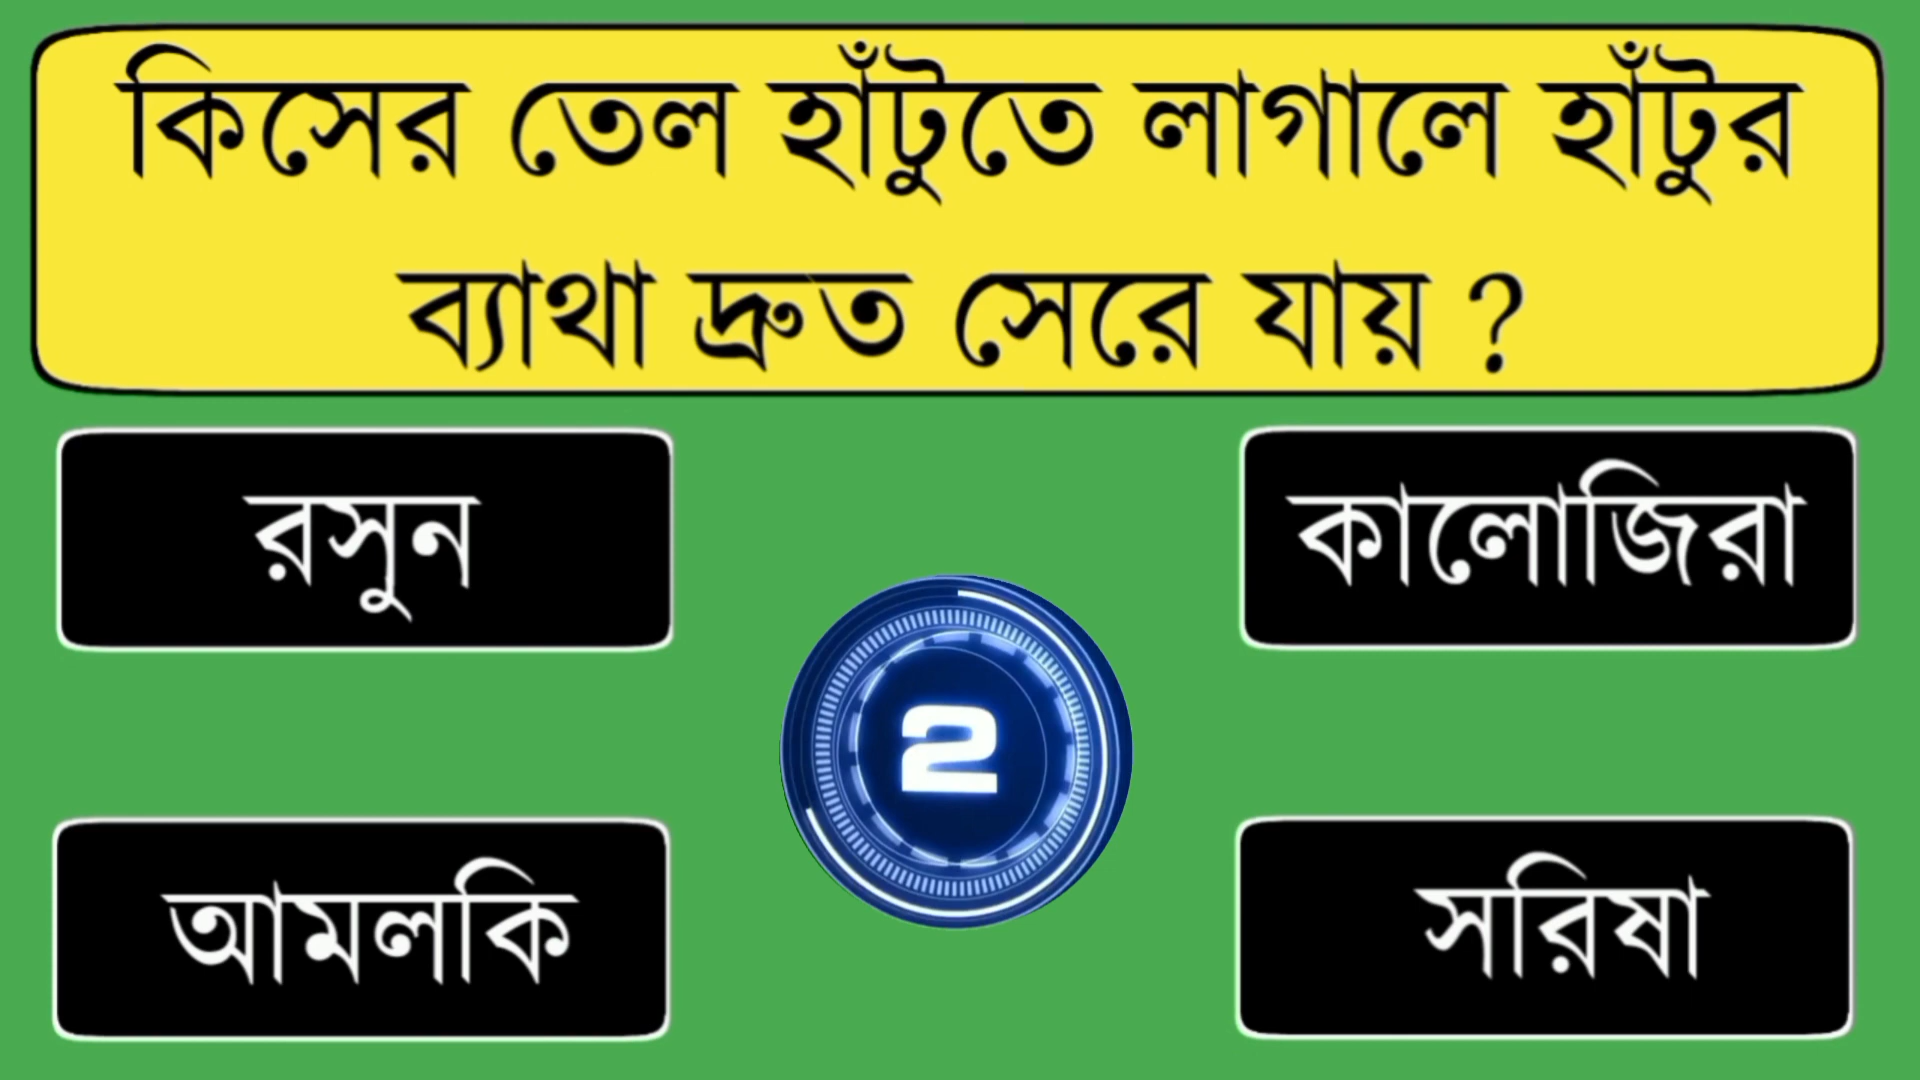 কিসের তেল হাঁটুতে লাগালে হাঁটুর
ব্যাথা দ্রুত সেরে যায় ?
রসুন
কালোজিরা
2
আমলকি
সরিষা